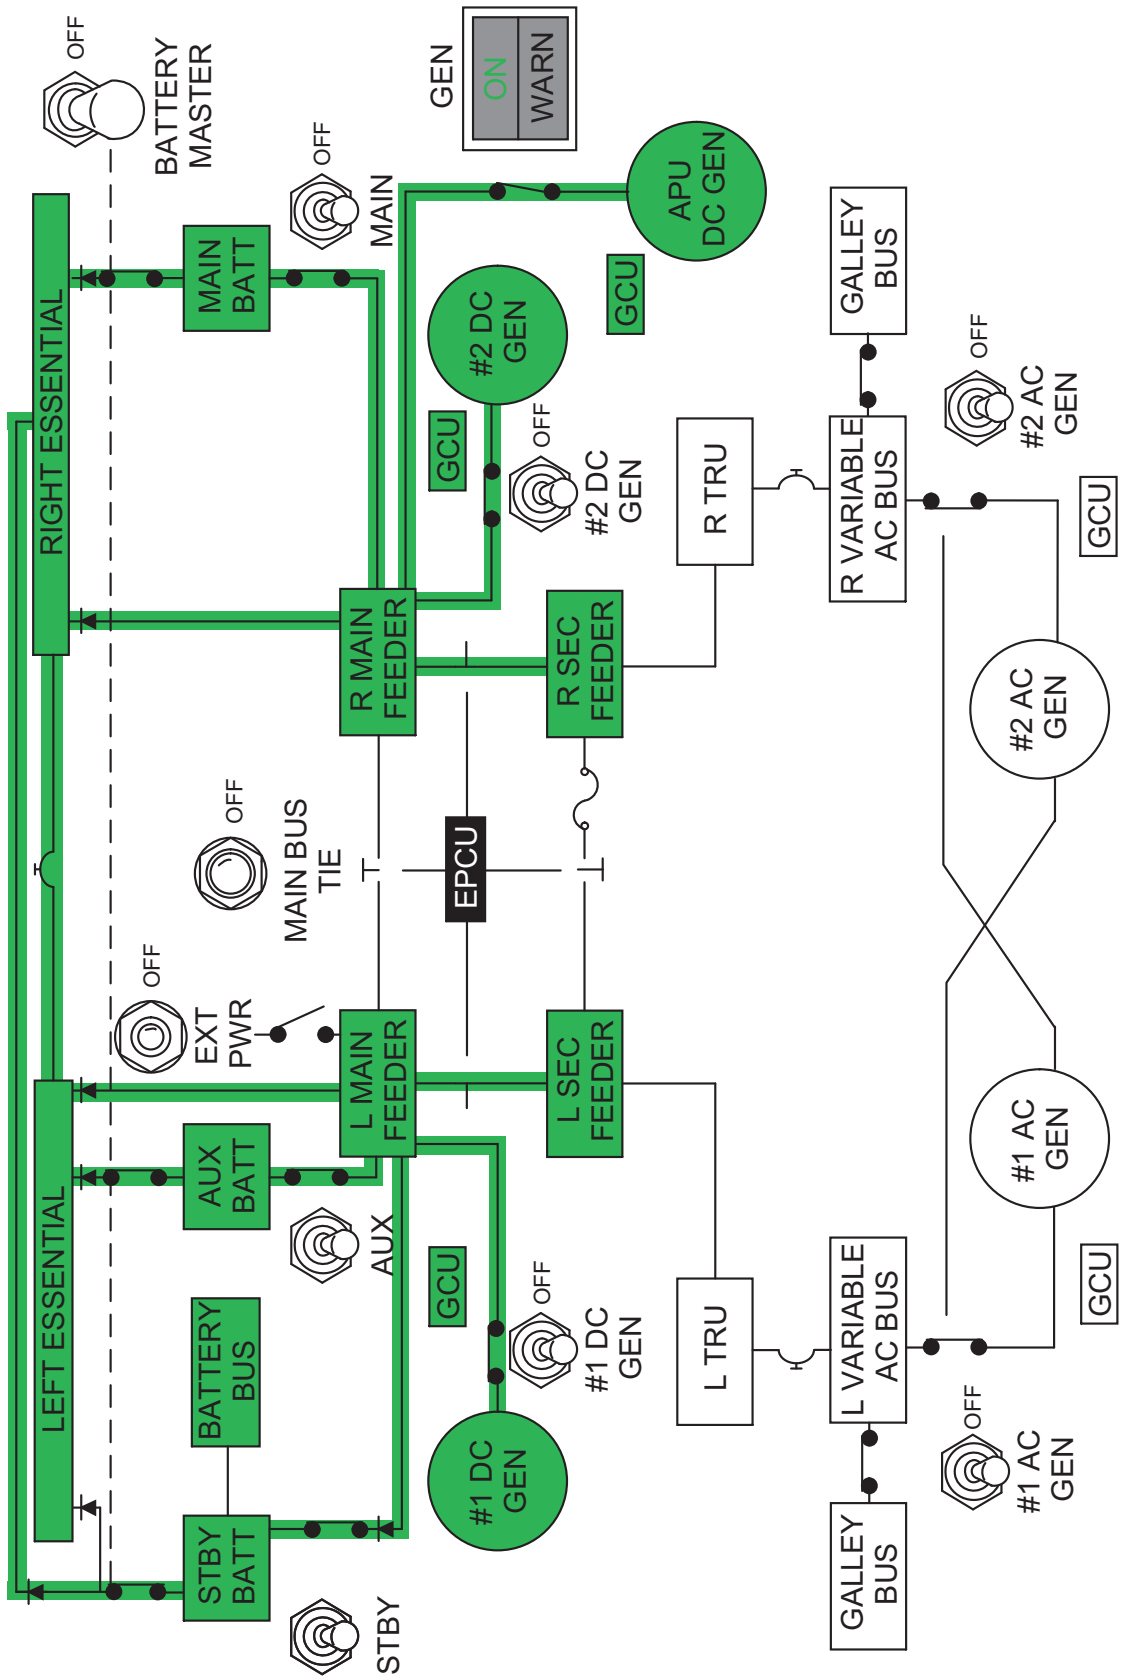 LEFT ESSENTIAL
RIGHT ESSENTIAL
OFF
BATTERY
MASTER
STBY
BATT
BATTERY
BUS
AUX
BATT
EXT
PWR
OFF
MAIN BUS
TIE
OFF
MAIN
BATT
OFF
MAIN
STBY
AUX
L MAIN
FEEDER
R MAIN
FEEDER
GEN
ON
WARN
#1 DC
GEN
GCU
OFF
#1 DC
GEN
EPCU
GCU
#2 DC
GEN
OFF
#2 DC
GEN
GCU
APU
DC GEN
L SEC
FEEDER
R SEC
FEEDER
L TRU
R TRU
GALLEY
BUS
L VARIABLE
AC BUS
R VARIABLE
AC BUS
GALLEY
BUS
OFF
#1 AC
GEN
OFF
#2 AC
GEN
GCU
#1 AC
GEN
#2 AC
GEN
GCU